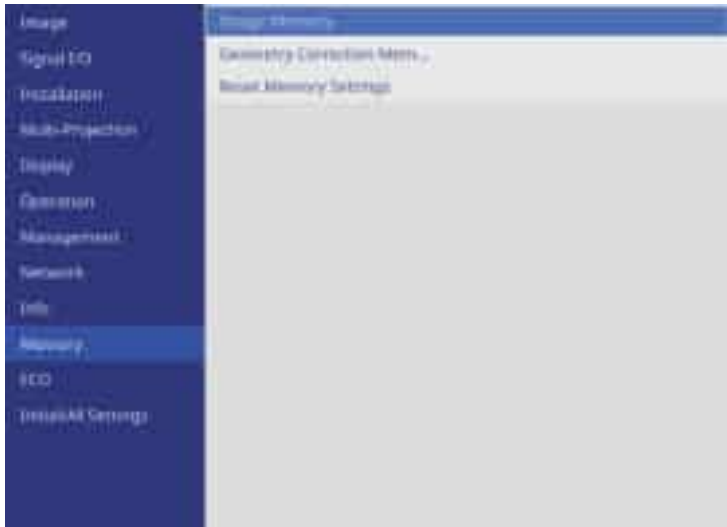 Image
Signal I/O
Installation
Multi-Projection
Display
Operation
Management
Network
Info
Memory
ECO
Initial/All Settings
Image Memory
Geometry Correction Mem...
Reset Memory Settings